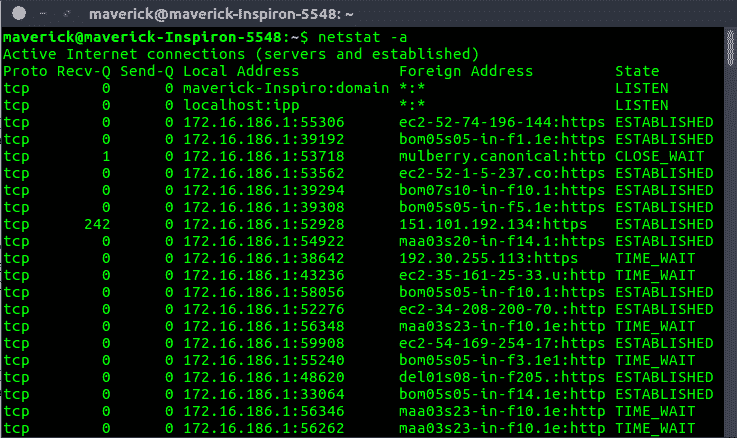 maverick@maverick-Inspiron-5548: ~
maverick@maverick-Inspiron-5548:~$ netstat -a
Active Internet connections (servers and established)
Proto Recv-Q Send-Q Local Address           Foreign Address         State
tcp        0      0 maverick-Inspiro:domain *:*                     LISTEN
tcp        0      0 localhost:ipp           *:*                     LISTEN
tcp        0      0 172.16.186.1:55306      ec2-52-74-196-144:https ESTABLISHED
tcp        0      0 172.16.186.1:39192      bom05s05-in-f1.1e:https ESTABLISHED
tcp        1      0 172.16.186.1:53718      mulberry.canonical:http CLOSE_WAIT
tcp        0      0 172.16.186.1:53562      ec2-52-1-5-237.co:https ESTABLISHED
tcp        0      0 172.16.186.1:39294      bom07s10-in-f10.1:https ESTABLISHED
tcp        0      0 172.16.186.1:39308      bom05s05-in-f5.1e:https ESTABLISHED
tcp      242      0 172.16.186.1:52928      151.101.192.134:https   ESTABLISHED
tcp        0      0 172.16.186.1:54922      maa03s20-in-f14.1:https ESTABLISHED
tcp        0      0 172.16.186.1:38642      192.30.255.113:https    TIME_WAIT
tcp        0      0 172.16.186.1:43236      ec2-35-161-25-33.u:http TIME_WAIT
tcp        0      0 172.16.186.1:58056      bom05s05-in-f10.1:https ESTABLISHED
tcp        0      0 172.16.186.1:52276      ec2-34-208-200-70.:http ESTABLISHED
tcp        0      0 172.16.186.1:56348      maa03s23-in-f10.1e:http TIME_WAIT
tcp        0      0 172.16.186.1:59908      ec2-54-169-254-17:https ESTABLISHED
tcp        0      0 172.16.186.1:55240      bom05s05-in-f3.1e1:http TIME_WAIT
tcp        0      0 172.16.186.1:48620      del01s08-in-f205.:https ESTABLISHED
tcp        0      0 172.16.186.1:33064      bom05s05-in-f14.1e:http ESTABLISHED
tcp        0      0 172.16.186.1:56346      maa03s23-in-f10.1e:http TIME_WAIT
tcp        0      0 172.16.186.1:56262      maa03s23-in-f10.1e:http TIME_WAIT